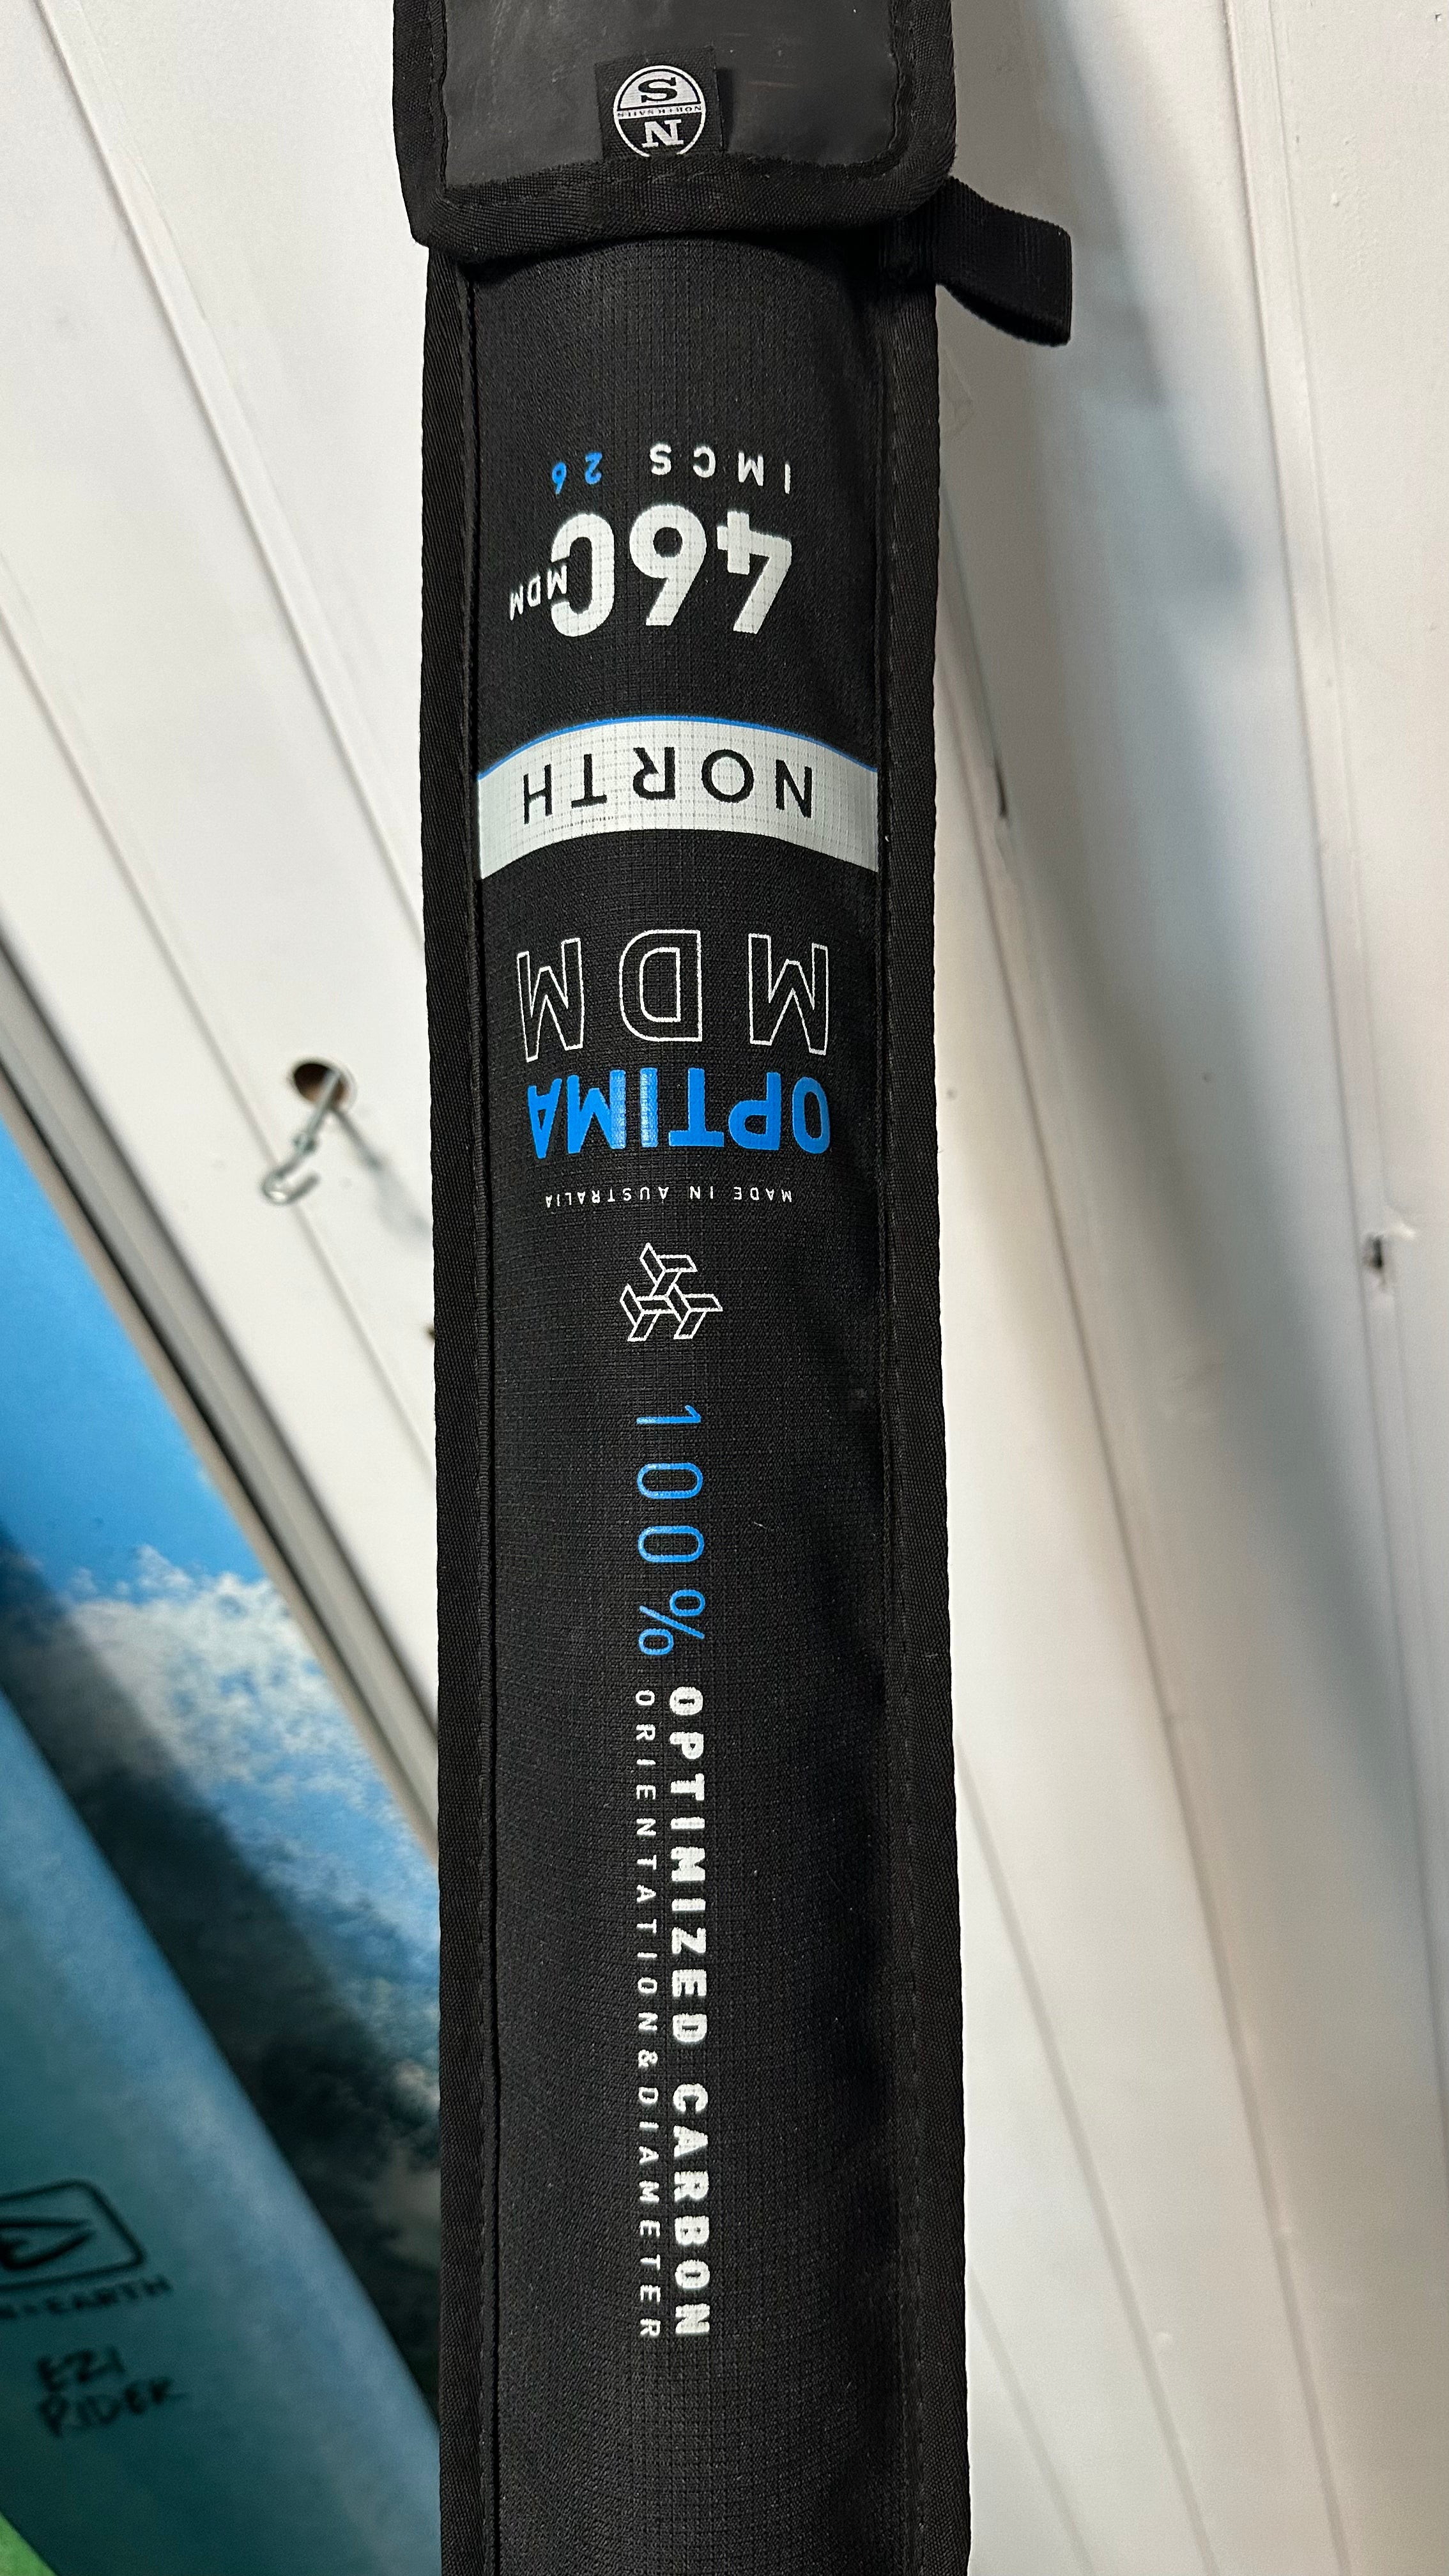 N
NORTH SAILS
S
100%
OPTIMIZED CARBON
ORIENTATION & DIAMETER
MADE IN AUSTRALIA
OPTIMA
MDM
NORTH
460 MDM
IMCS 26
EZI
RIDER